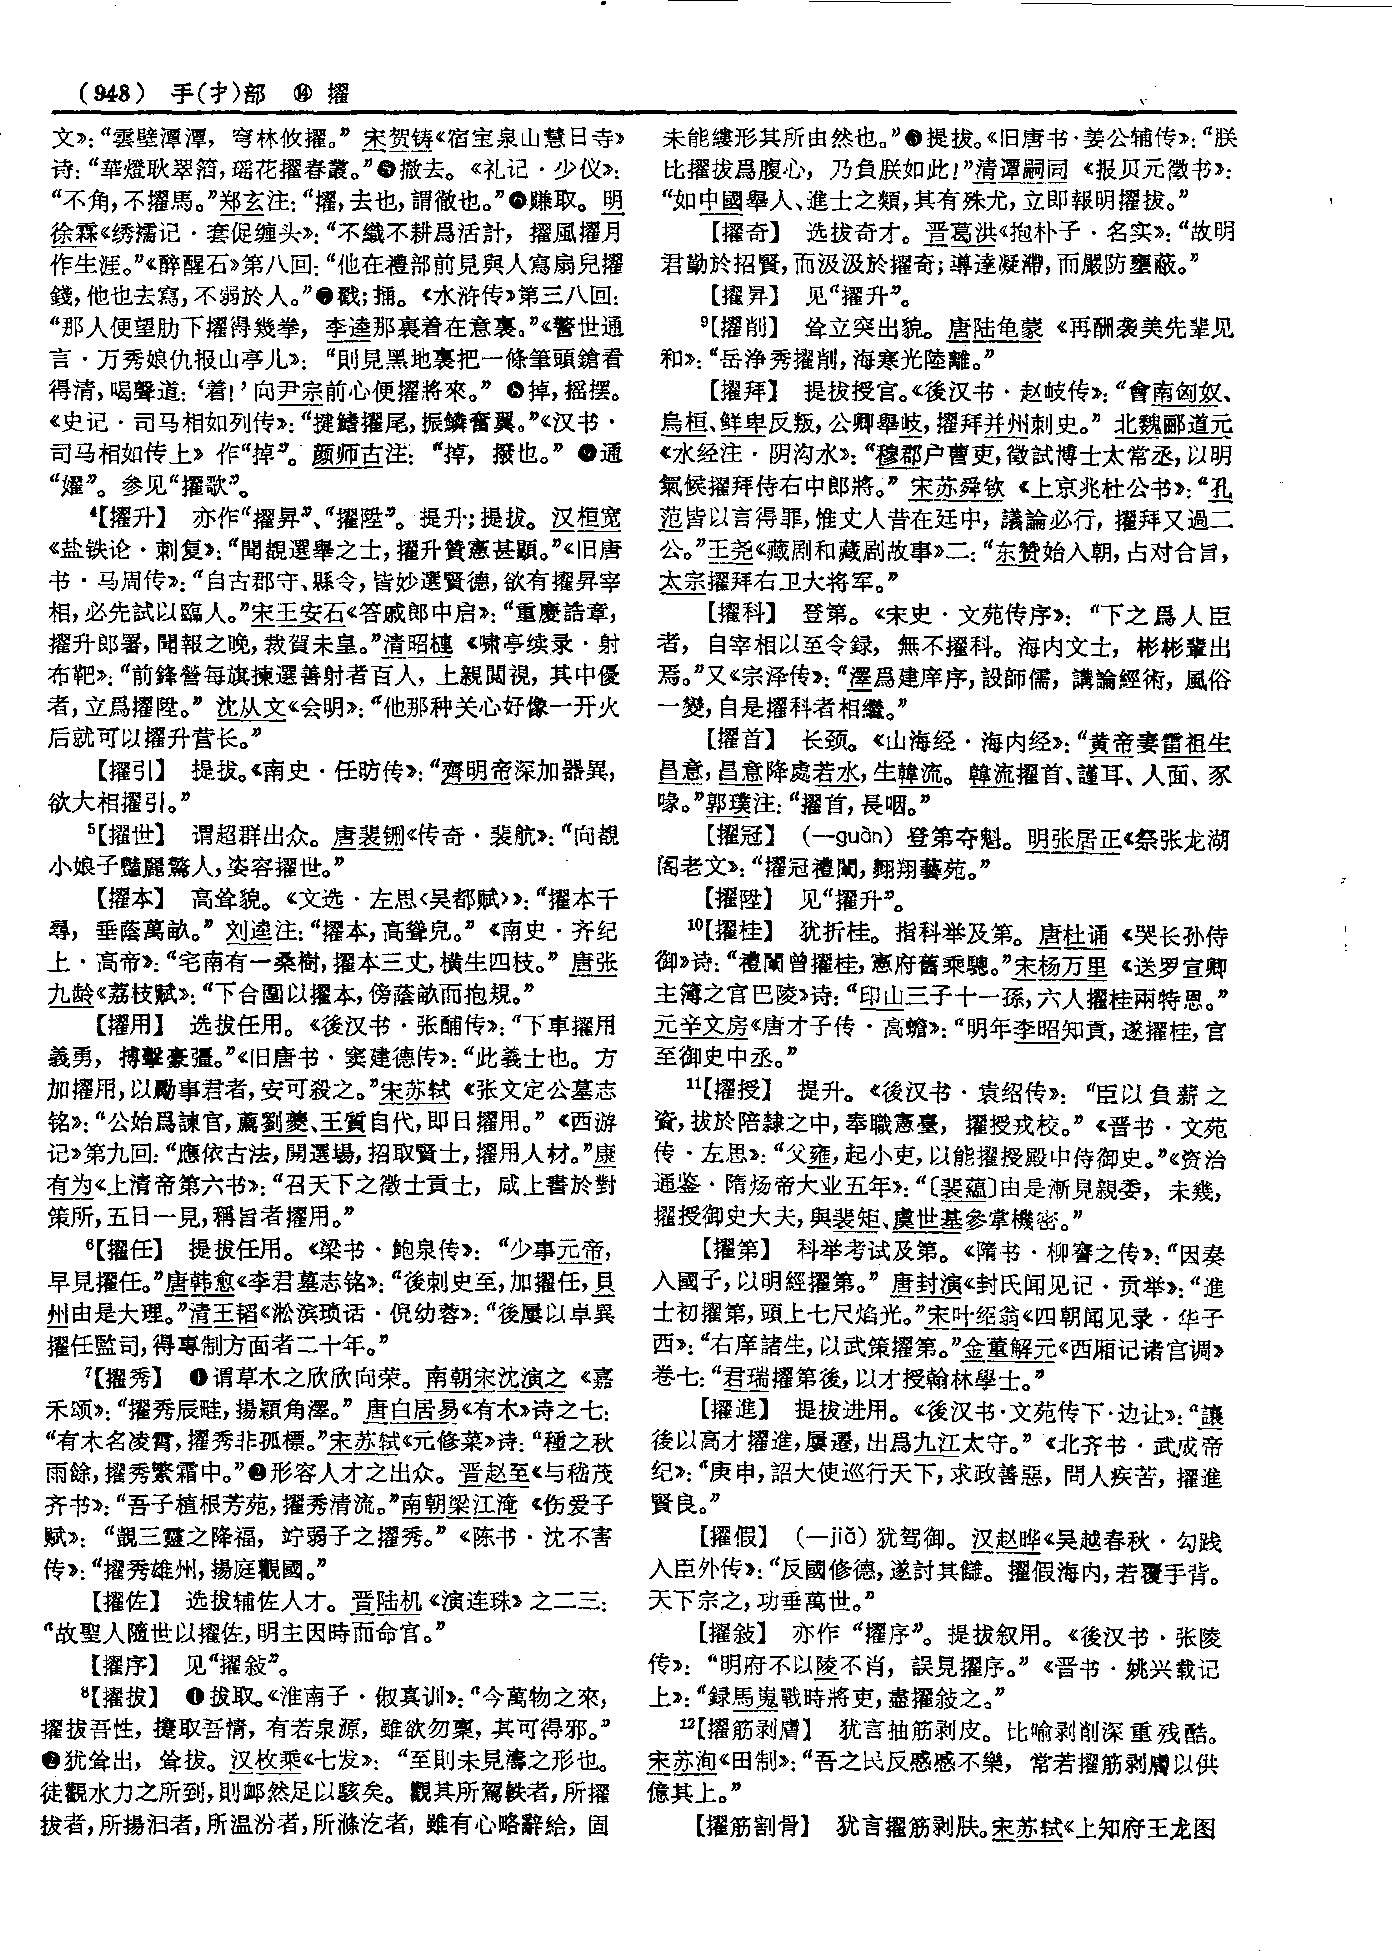 (948) 手(扌)部 ⑭ 擢
文》：“雲壁潭潭，穹林攸擢。”宋贺铸《宿宝泉山慧日寺》
诗：“華燈耿翠箔，瑶花擢春叢。”❺撤去。《礼记·少仪》：
“不角，不擢馬。”郑玄注：“擢，去也，謂徹也。”❻赚取。明
徐霖《绣襦记·套促缠头》：“不織不耕爲活計，擢風擢月
作生涯。”《醉醒石》第八回：“他在禮部前見與人寫扇兒擢
錢，他也去寫，不弱於人。”❼戳；捅。《水浒传》第三八回：
“那人便望肋下擢得幾拳，李逵那裏着在意裏。”《警世通
言·万秀娘仇报山亭儿》：“則見黑地裏把一條筆頭鎗看
得清，喝聲道：‘着！’向尹宗前心便擢將來。”❽掉，摇摆。
《史记·司马相如列传》：“揵鰭擢尾，振鱗奮翼。”《汉书·
司马相如传上》作“掉”。颜师古注：“掉，摇也。”❾通
“嬥”。参见“擢歌”。
⁴【擢升】 亦作“擢昇”、“擢陞”。提升；提拔。汉桓宽
《盐铁论·刺复》：“聞覩選舉之士，擢升贊憲甚顯。”《旧唐
书·马周传》：“自古郡守、縣令，皆妙選賢德，欲有擢昇宰
相，必先試以臨人。”宋王安石《答戚郎中启》：“重慶誥章，
擢升郎署，聞報之晚，裁賀未皇。”清昭槤《啸亭续录·射
布靶》：“前鋒營每旗揀選善射者百人，上親閲視，其中優
者，立爲擢陞。”沈从文《会明》：“他那种关心好像一开火
后就可以擢升营长。”
【擢引】 提拔。《南史·任昉传》：“齊明帝深加器異，
欲大相擢引。”
⁵【擢世】 谓超群出众。唐裴铏《传奇·裴航》：“向覩
小娘子豔麗驚人，姿容擢世。”
【擢本】 高耸貌。《文选·左思〈吴都赋〉》：“擢本千
尋，垂蔭萬畝。”刘逵注：“擢本，高聳皃。”《南史·齐纪
上·高帝》：“宅南有一桑樹，擢本三丈，横生四枝。”唐张
九龄《荔枝赋》：“下合圍以擢本，傍蔭畝而抱規。”
【擢用】 选拔任用。《後汉书·张酺传》：“下車擢用
義勇，搏擊豪彊。”《旧唐书·窦建德传》：“此義士也。方
加擢用，以勵事君者，安可殺之。”宋苏轼《张文定公墓志
铭》：“公始爲諫官，薦劉夔、王質自代，即日擢用。”《西游
记》第九回：“應依古法，開選場，招取賢士，擢用人材。”康
有为《上清帝第六书》：“召天下之徵士貢士，咸上書於對
策所，五日一見，稱旨者擢用。”
⁶【擢任】 提拔任用。《梁书·鲍泉传》：“少事元帝，
早見擢任。”唐韩愈《李君墓志铭》：“後刺史至，加擢任，貝
州由是大理。”清王韬《淞滨琐话·倪幼蓉》：“後屢以卓異
擢任監司，得專制方面者二十年。”
⁷【擢秀】 ❶谓草木之欣欣向荣。南朝宋沈演之《嘉
禾颂》：“擢秀辰畦，揚穎角澤。”唐白居易《有木》诗之七：
“有木名凌霄，擢秀非孤標。”宋苏轼《元修菜》诗：“種之秋
雨餘，擢秀繁霜中。”❷形容人才之出众。晋赵至《与嵇茂
齐书》：“吾子植根芳苑，擢秀清流。”南朝梁江淹《伤爱子
赋》：“覬三靈之降福，竚弱子之擢秀。”《陈书·沈不害
传》：“擢秀雄州，揚庭觀國。”
【擢佐】 选拔辅佐人才。晋陆机《演连珠》之二三：
“故聖人隨世以擢佐，明主因時而命官。”
【擢序】 见“擢敍”。
⁸【擢拔】 ❶拔取。《淮南子·俶真训》：“今萬物之來，
擢拔吾性，攓取吾情，有若泉源，雖欲勿稟，其可得邪。”
❷犹耸出，耸拔。汉枚乘《七发》：“至則未見濤之形也。
徒觀水力之所到，則卹然足以駭矣。觀其所駕軼者，所擢
拔者，所揚汩者，所温汾者，所滌汔者，雖有心略辭給，固
未能縷形其所由然也。”❸提拔。《旧唐书·姜公辅传》：“朕
比擢拔爲腹心，乃負朕如此！”清谭嗣同《报贝元徵书》：
“如中國舉人、進士之類，其有殊尤，立即報明擢拔。”
【擢奇】 选拔奇才。晋葛洪《抱朴子·名实》：“故明
君勤於招賢，而汲汲於擢奇；導達凝滯，而嚴防壅蔽。”
【擢昇】 见“擢升”。
⁹【擢削】 耸立突出貌。唐陆龟蒙《再酬袭美先辈见
和》：“岳浄秀擢削，海寒光陸離。”
【擢拜】 提拔授官。《後汉书·赵岐传》：“會南匈奴、
烏桓、鲜卑反叛，公卿舉岐，擢拜并州刺史。”北魏郦道元
《水经注·阴沟水》：“穆郡户曹吏，徵試博士太常丞，以明
氣候擢拜侍右中郎將。”宋苏舜钦《上京兆杜公书》：“孔
范皆以言得罪，惟丈人昔在廷中，議論必行，擢拜又過二
公。”王尧《藏剧和藏剧故事》二：“东赞始入朝，占对合旨，
太宗擢拜右卫大将军。”
【擢科】 登第。《宋史·文苑传序》：“下之爲人臣
者，自宰相以至令録，無不擢科。海内文士，彬彬輩出
焉。”又《宗泽传》：“澤爲建庠序，設師儒，講論經術，風俗
一變，自是擢科者相繼。”
【擢首】 长颈。《山海经·海内经》：“黄帝妻雷祖生
昌意，昌意降處若水，生韓流。韓流擢首、謹耳、人面、豕
喙。”郭璞注：“擢首，長咽。”
【擢冠】 (—guàn) 登第夺魁。明张居正《祭张龙湖
阁老文》：“擢冠禮闈，翱翔藝苑。”
【擢陞】 见“擢升”。
¹⁰【擢桂】 犹折桂。指科举及第。唐杜诵《哭长孙侍
御》诗：“禮闈曾擢桂，憲府舊乘驄。”宋杨万里《送罗宣卿
主簿之官巴陵》诗：“印山三子十一孫，六人擢桂兩特恩。”
元辛文房《唐才子传·高蟾》：“明年李昭知貢，遂擢桂，官
至御史中丞。”
¹¹【擢授】 提升。《後汉书·袁绍传》：“臣以負薪之
資，拔於陪隸之中，奉職憲臺，擢授戎校。”《晋书·文苑
传·左思》：“父雍，起小吏，以能擢授殿中侍御史。”《资治
通鉴·隋炀帝大业五年》：“〔裴藴〕由是漸見親委，未幾，
擢授御史大夫，與裴矩、虞世基參掌機密。”
【擢第】 科举考试及第。《隋书·柳䛒之传》：“因奏
入國子，以明經擢第。”唐封演《封氏闻见记·贡举》：“進
士初擢第，頭上七尺焰光。”宋叶绍翁《四朝闻见录·华子
西》：“右庠諸生，以武策擢第。”金董解元《西厢记诸宫调》
卷七：“君瑞擢第後，以才授翰林學士。”
【擢進】 提拔进用。《後汉书·文苑传下·边让》：“讓
後以高才擢進，屢遷，出爲九江太守。”《北齐书·武成帝
纪》：“庚申，詔大使巡行天下，求政善惡，問人疾苦，擢進
賢良。”
【擢假】 (—jiǎ) 犹驾御。汉赵晔《吴越春秋·勾践
入臣外传》：“反國修德，遂討其讎。擢假海内，若覆手背。
天下宗之，功垂萬世。”
【擢敍】 亦作“擢序”。提拔叙用。《後汉书·张陵
传》：“明府不以陵不肖，誤見擢序。”《晋书·姚兴载记
上》：“録馬嵬戰時將吏，盡擢敍之。”
¹²【擢筋剥膚】 犹言抽筋剥皮。比喻剥削深重残酷。
宋苏洵《田制》：“吾之民反慼慼不樂，常若擢筋剥膚以供
億其上。”
【擢筋割骨】 犹言擢筋剥肤。宋苏轼《上知府王龙图